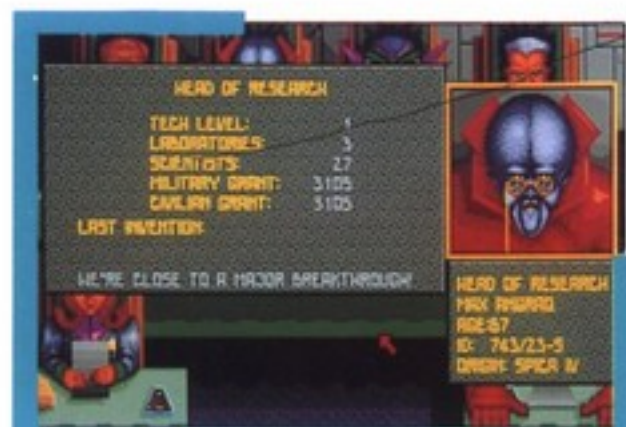 HEAD OF RESEARCH
TECH LEVEL: 1
LABORATORIES: 3
SCIENTISTS: 27
MILITARY GRANT: 3105
CIVILIAN GRANT: 3105
LAST INVENTION:
WE'RE CLOSE TO A MAJOR BREAKTHROUGH!
HEAD OF RESEARCH
MAX
AGE:67
ID: 743/23-5
ORIGIN: SPICA IV